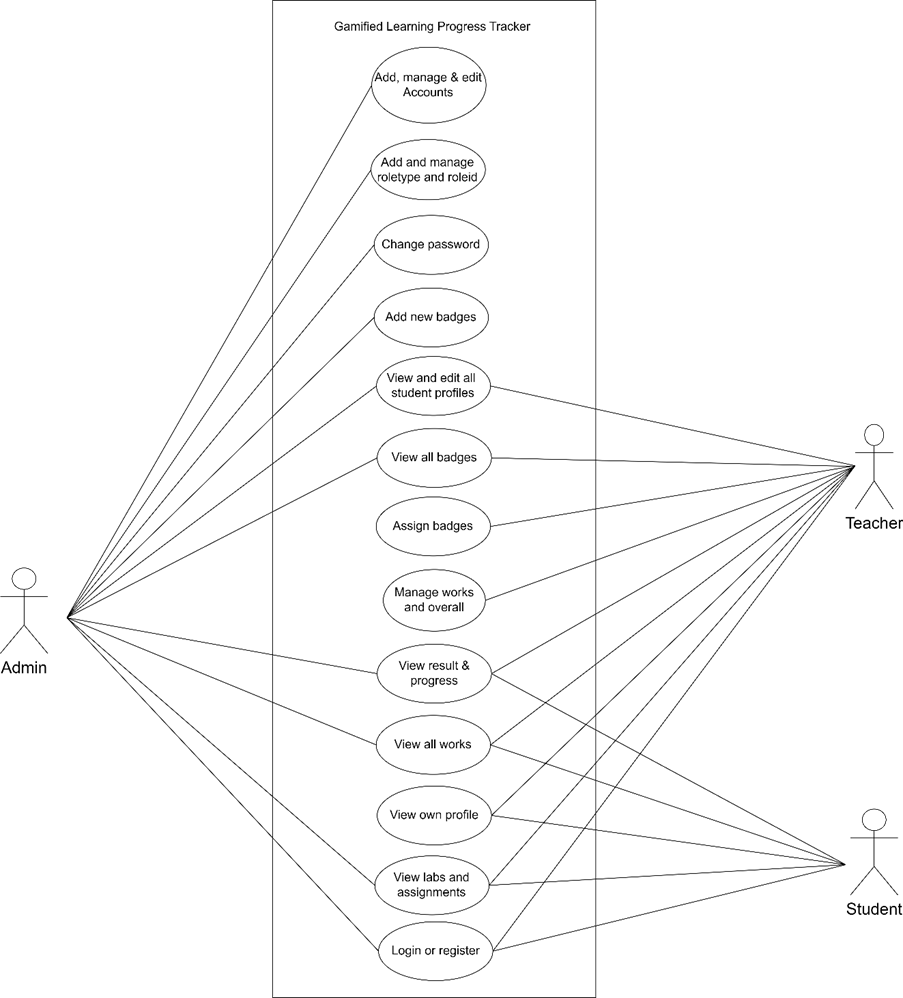 Gamified Learning Progress Tracker
Add, manage & edit
Accounts
Add and manage
roletype and roleid
Change password
Add new badges
View and edit all
student profiles
View all badges
Assign badges
Manage works
and overall
View result &
progress
View all works
View own profile
View labs and
assignments
Login or register
Admin
Teacher
Student